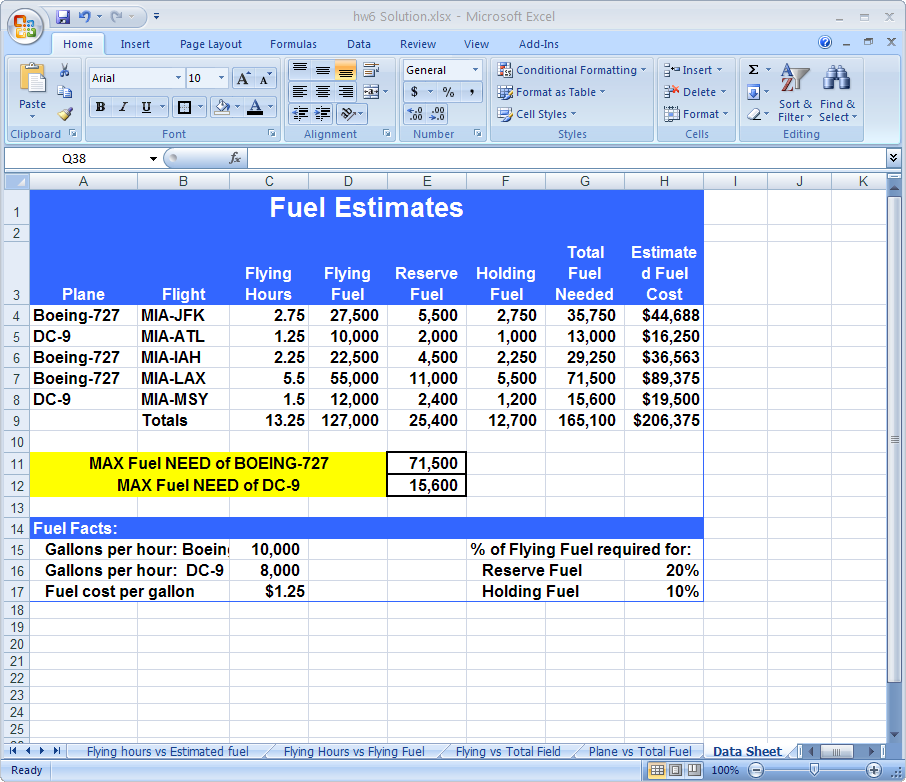 hw6 Solution.xlsx - Microsoft Excel
Home Insert Page Layout Formulas Data Review View Add-Ins
Paste
Clipboard
Arial 10 A A
B I U A
Font
Alignment
General
$ % ,
Number
Conditional Formatting
Format as Table
Cell Styles
Styles
Insert
Delete
Format
Cells
Σ
Sort & Filter
Find & Select
Editing
Q38 fx
A B C D E F G H I J K
1 Fuel Estimates
2
3 Plane Flight Flying Hours Flying Fuel Reserve Fuel Holding Fuel Total Fuel Needed Estimate d Fuel Cost
4 Boeing-727 MIA-JFK 2.75 27,500 5,500 2,750 35,750 $44,688
5 DC-9 MIA-ATL 1.25 10,000 2,000 1,000 13,000 $16,250
6 Boeing-727 MIA-IAH 2.25 22,500 4,500 2,250 29,250 $36,563
7 Boeing-727 MIA-LAX 5.5 55,000 11,000 5,500 71,500 $89,375
8 DC-9 MIA-MSY 1.5 12,000 2,400 1,200 15,600 $19,500
9 Totals 13.25 127,000 25,400 12,700 165,100 $206,375
10
11 MAX Fuel NEED of BOEING-727 71,500
12 MAX Fuel NEED of DC-9 15,600
13
14 Fuel Facts:
15 Gallons per hour: Boein 10,000 % of Flying Fuel required for:
16 Gallons per hour: DC-9 8,000 Reserve Fuel 20%
17 Fuel cost per gallon $1.25 Holding Fuel 10%
18
19
20
21
22
23
24
25
Flying hours vs Estimated fuel Flying Hours vs Flying Fuel Flying vs Total Field Plane vs Total Fuel Data Sheet
Ready 100%